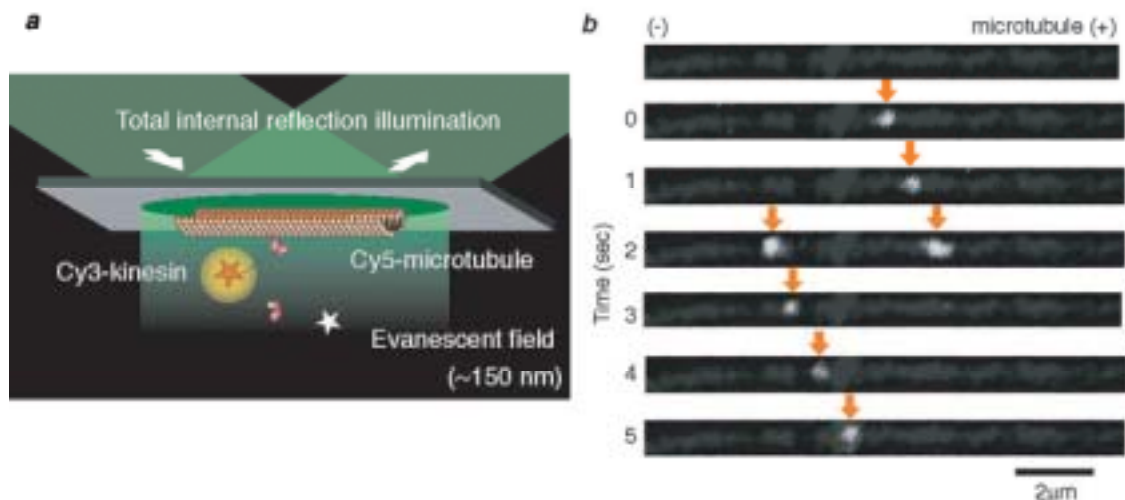 a
Total internal reflection illumination
Cy3-kinesin
Cy5-microtubule
Evanescent field
(~150 nm)
b
(-) microtubule (+)
Time (sec)
0
1
2
3
4
5
2μm